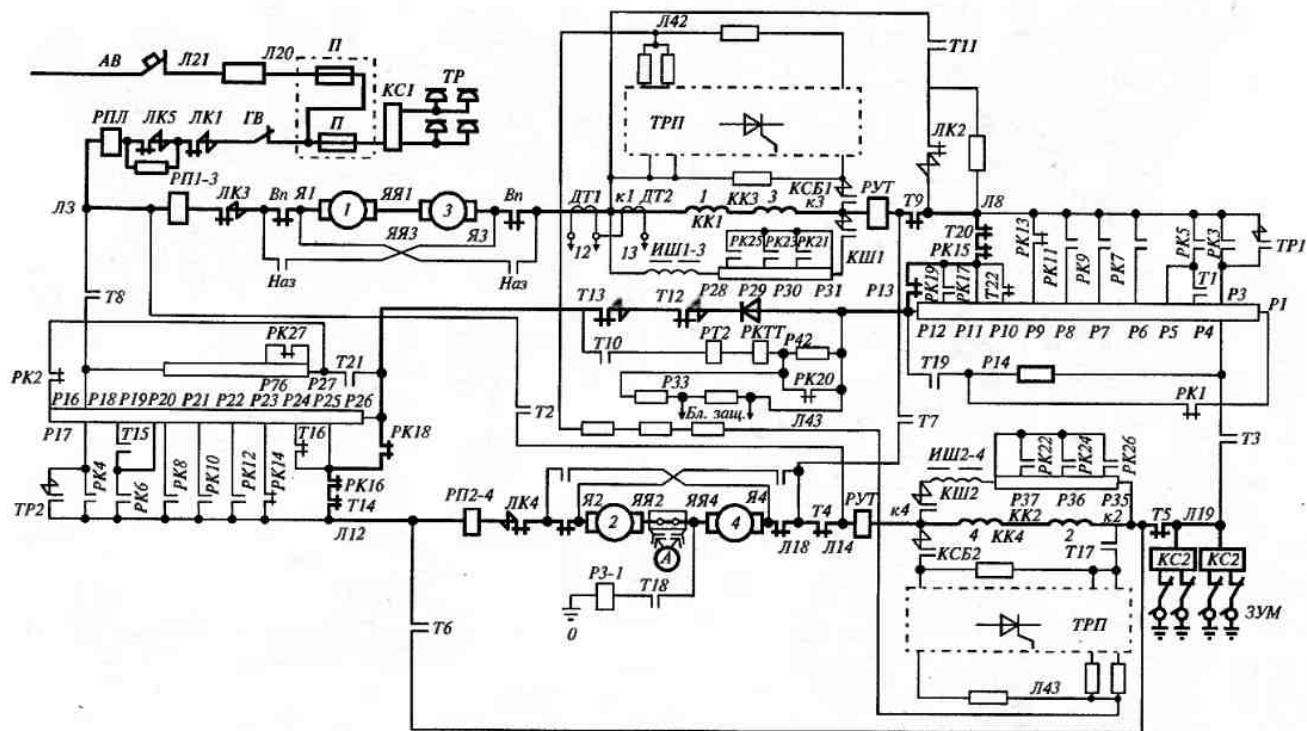 АВ Л21 Л20 П КС1 ТР Л42 Т11
РПЛ ЛК5 ЛК1 ГВ П ТРП ЛК2
РП1-3
Л3 ЛК3 Вп Я1 ЯЯ1 1 3 Вп ДТ1 к1 ДТ2 1 КК3 3 к3 КСБ1 РУТ Т9 Л8
КК1
ЯЯ3 Я3 12 13 ИШ1-3 РК25 РК23 РК21 КШ1 Т20 РК15 РК13 РК11 РК9 РК7 РК5 РК3 ТР1
Наз Наз
Т8 Т13 Т12 Р28 Р29 Р30 Р31 Р13 РК19 РК17 Т22 Т1 Р3 Р1
Р12 Р11 Р10 Р9 Р8 Р7 Р6 Р5 Р4
РК27 Т10 РТ2 РКТТ Р42
РК2 Р76 Р27 Т21 Р33 РК20 Т19 Р14 РК1
Р16 Р18 Р19 Р20 Р21 Р22 Р23 Р24 Р25 Р26 Т2 Бл. защ. Л43 Т7
Р17 Т15 Т16 РК18 Т3
ТР2 РК4 РК6 РК8 РК10 РК12 РК14 РК16 Т14 ИШ2-4 РК22 РК24 РК26
КШ2 Р37 Р36 Р35
Л12 РП2-4 ЛК4 Я2 ЯЯ2 ЯЯ4 Я4 Т4 РУТ к4 КК2 к2 Т5 Л19
2 А 4 Л18 Л14 4 КК4 2
КСБ2 Т17 КС2 КС2
РЗ-1 Т18
0
Т6 ТРП ЗУМ
Л43